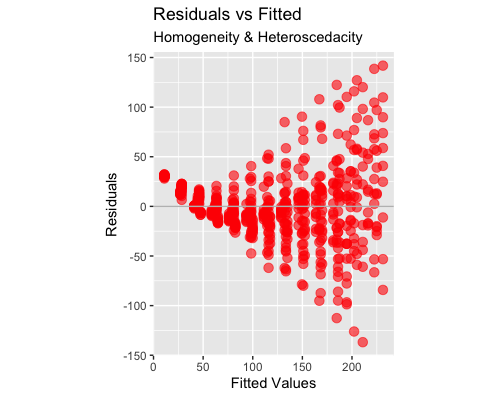 Residuals vs Fitted
Homogeneity & Heteroscedacity
150
100
50
0
-50
-100
-150
0 50 100 150 200
Residuals
Fitted Values